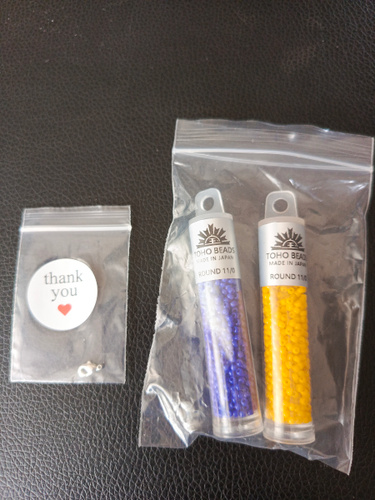 thank
you
TOHO BEADS
MADE IN JAPAN
ROUND 11/0
TOHO BEADS
MADE IN JAPAN
ROUND 11/0